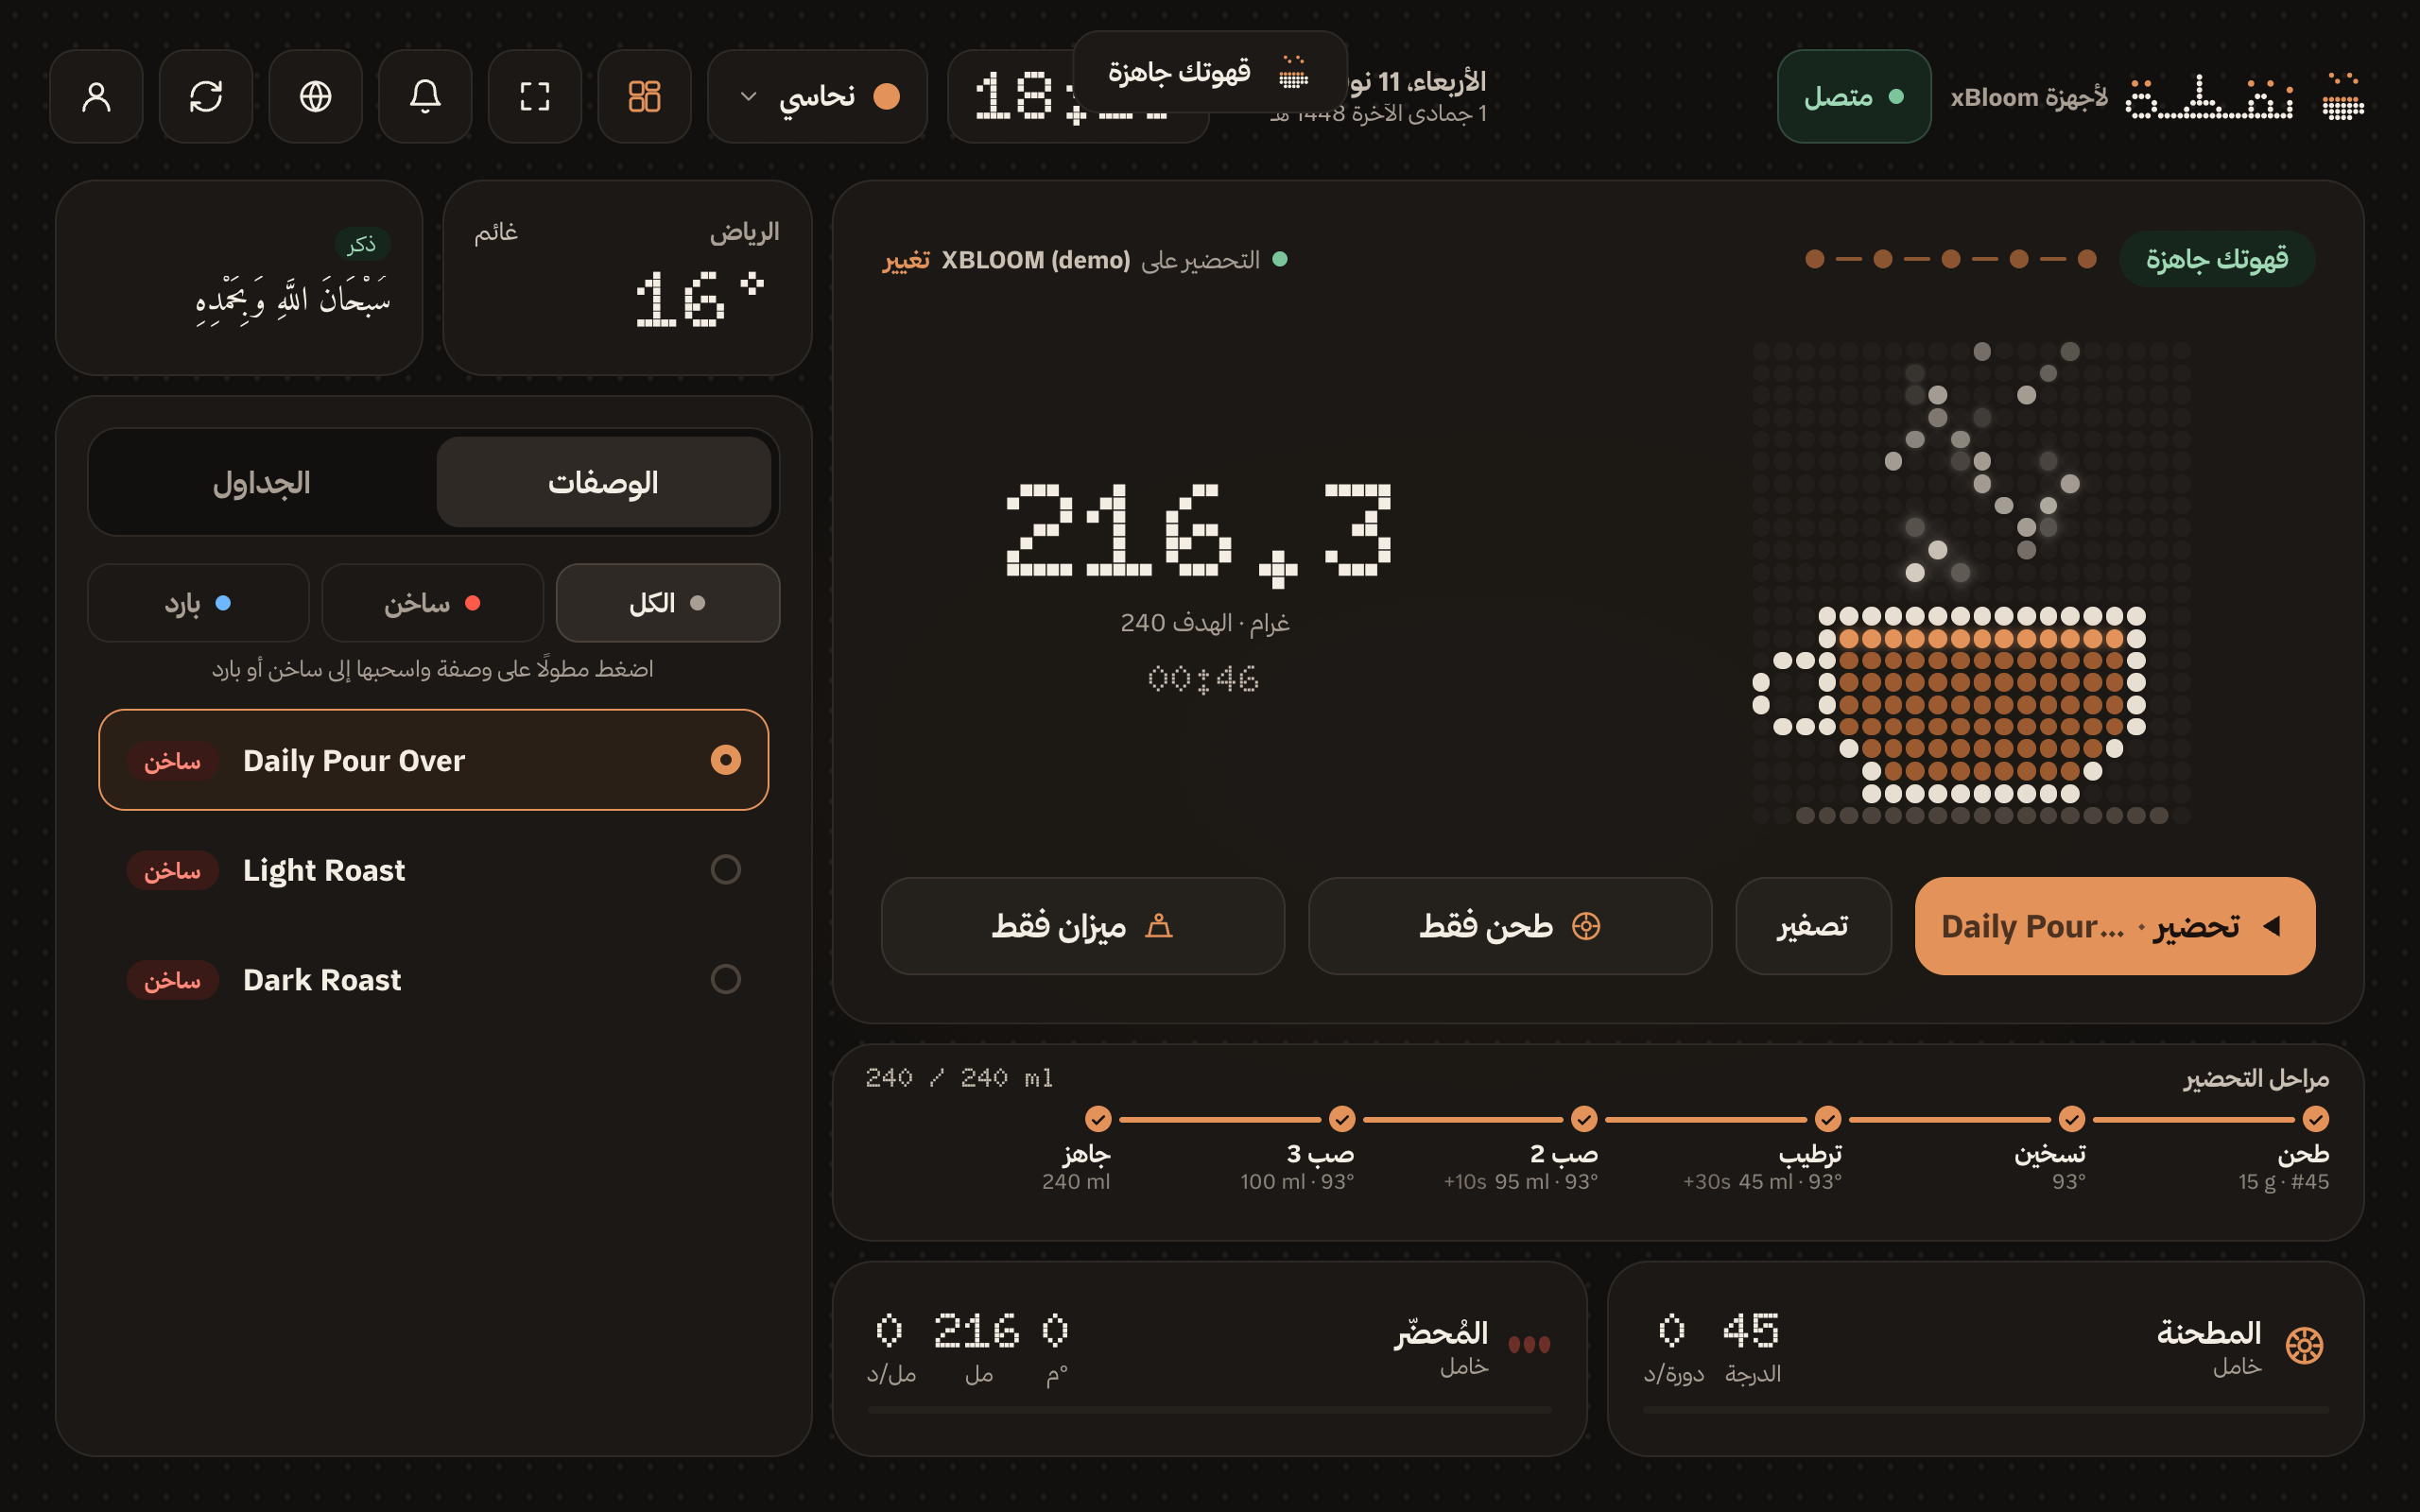 نقطة
لأجهزة xBloom
متصل
الأربعاء، 11
1 جمادى الآخرة 1448 هـ
قهوتك جاهزة
18:
نحاسي
قهوتك جاهزة
التحضير على XBLOOM (demo) تغيير
216,3
غرام · الهدف 240
00:46
تحضير · Daily Pour…
تصفير
طحن فقط
ميزان فقط
مراحل التحضير
240 / 240 ml
طحن
15 g · #45
تسخين
93°
ترطيب
45 ml · 93° +30s
صب 2
95 ml · 93° +10s
صب 3
100 ml · 93°
جاهز
240 ml
المطحنة
خامل
45 الدرجة
0 دورة/د
المُحضّر
خامل
0 °م
216 مل
0 مل/د
الرياض
غائم
16°
ذكر
سُبْحَانَ اللَّهِ وَبِحَمْدِهِ
الوصفات
الجداول
الكل
ساخن
بارد
اضغط مطولًا على وصفة واسحبها إلى ساخن أو بارد
Daily Pour Over ساخن
Light Roast ساخن
Dark Roast ساخن